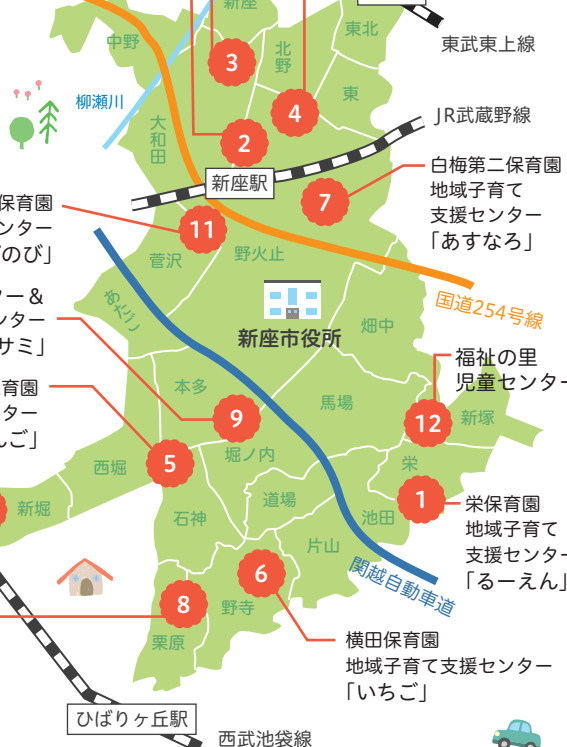 新座
中野
東北
北野
東武東上線
3
東
柳瀬川
4
大和田
JR武蔵野線
2
白梅第二保育園
地域子育て
支援センター
「あすなろ」
新座駅
7
保育園
ンター
のび」
11
菅沢
野火止
国道254号線
あたご
ター＆
ンター
サミ」
新座市役所
畑中
福祉の里
児童センター
育園
ター
んご」
本多
馬場
9
12
新塚
5
堀ノ内
西堀
栄
1
栄保育園
地域子育て
支援センター
「るーえん」
道場
新堀
石神
池田
片山
関越自動車道
6
8
野寺
栗原
横田保育園
地域子育て支援センター
「いちご」
ひばりヶ丘駅
西武池袋線